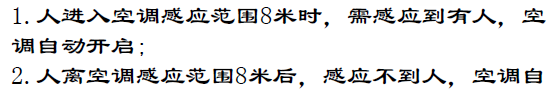 1.人进入空调感应范围8米时，需感应到有人，空
调自动开启;
2.人离空调感应范围8米后，感应不到人，空调自